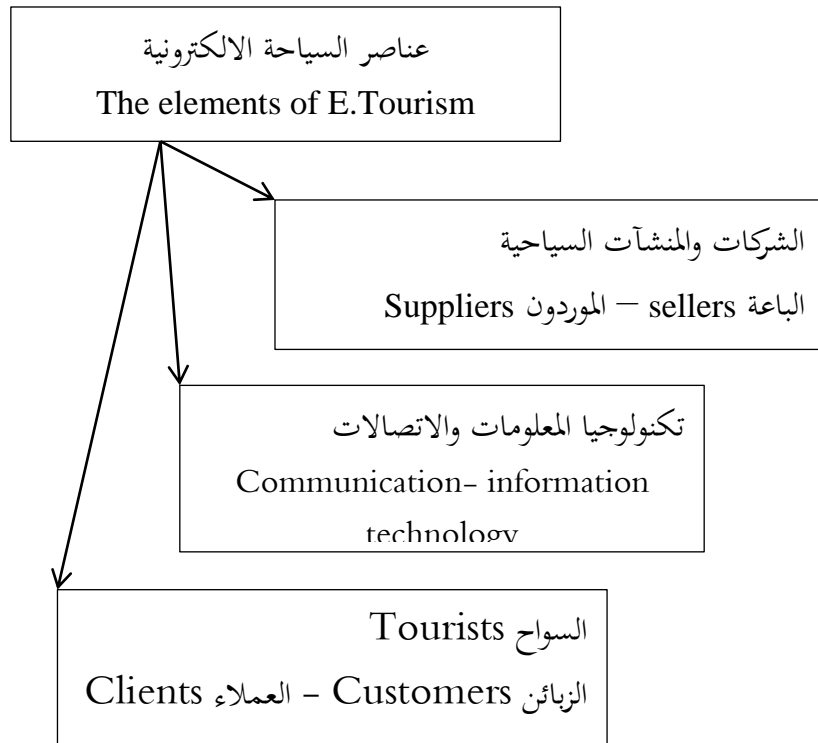 عناصر السياحة الالكترونية
The elements of E.Tourism
الشركات والمنشآت السياحية
الباعة sellers – الموردون Suppliers
تكنولوجيا المعلومات والاتصالات
Communication- information
technology
السواح Tourists
الزبائن Customers – العملاء Clients